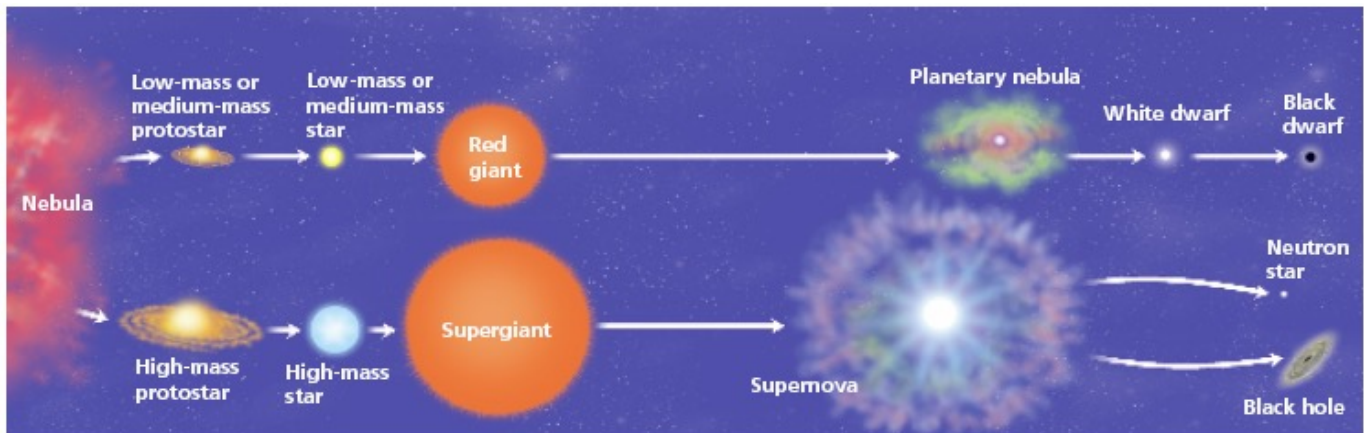 Nebula
Low-mass or
medium-mass
protostar
Low-mass or
medium-mass
star
Red
giant
Planetary nebula
White dwarf
Black
dwarf
High-mass
protostar
High-mass
star
Supergiant
Supernova
Neutron
star
Black hole